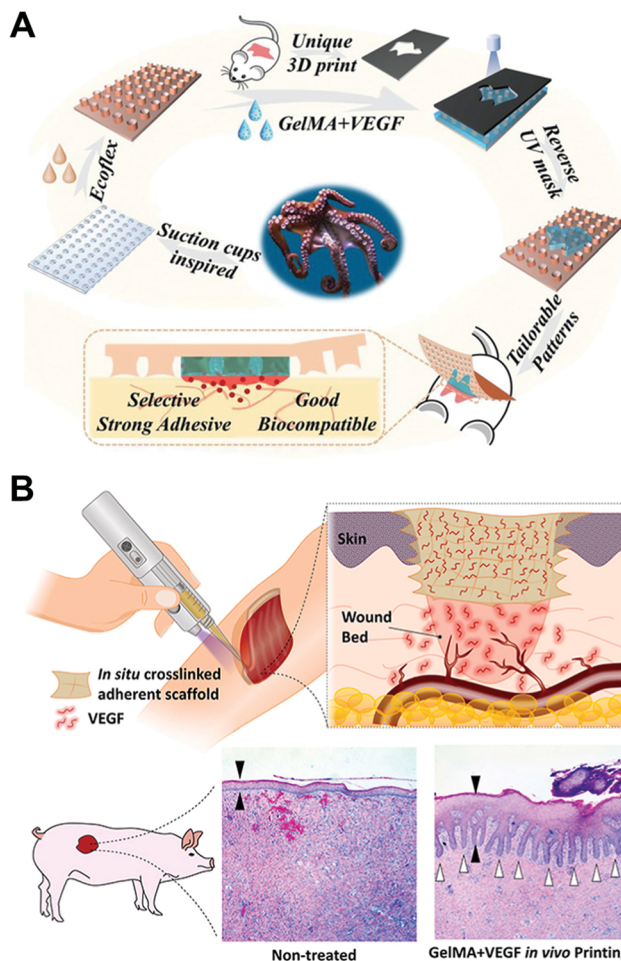 A
Unique
3D print
GelMA+VEGF
Ecoflex
Reverse
UV mask
Suction cups
inspired
Tailorable
Patterns
Selective
Strong Adhesive
Good
Biocompatible
B
Skin
Wound
Bed
In situ crosslinked
adherent scaffold
VEGF
Non-treated
GelMA+VEGF in vivo Printin